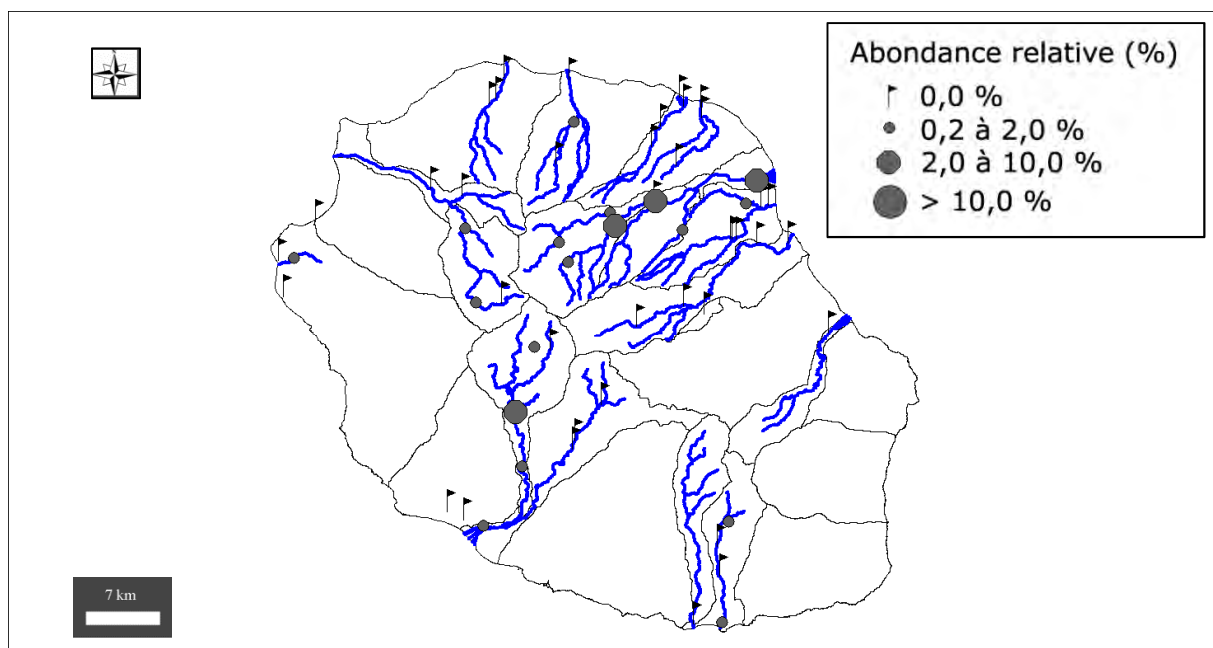 Abondance relative (%)
0,0 %
0,2 à 2,0 %
2,0 à 10,0 %
> 10,0 %
7 km